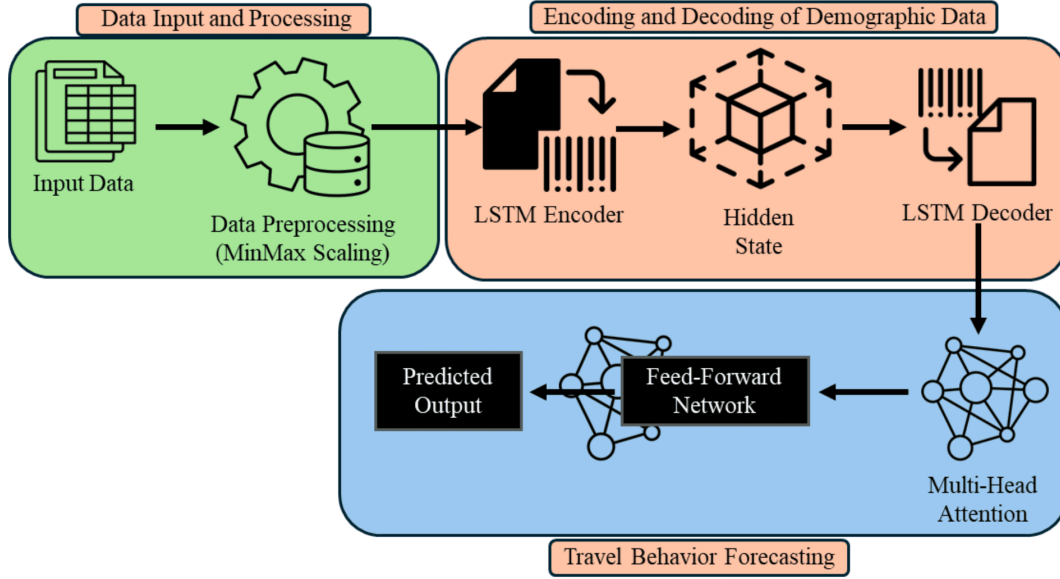 Data Input and Processing
Encoding and Decoding of Demographic Data
Input Data
Data Preprocessing
(MinMax Scaling)
LSTM Encoder
Hidden
State
LSTM Decoder
Predicted
Output
Feed-Forward
Network
Multi-Head
Attention
Travel Behavior Forecasting